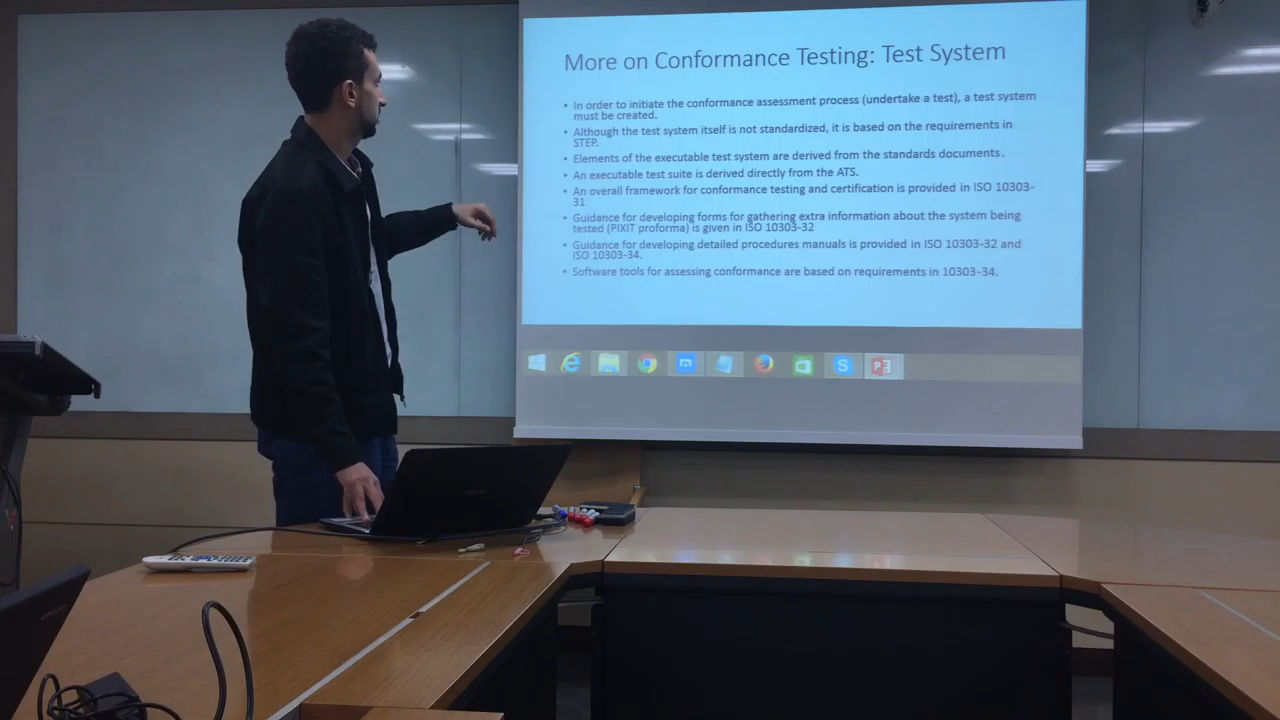 More on Conformance Testing: Test System
• In order to initiate the conformance assessment process (undertake a test), a test system
must be created.
• Although the test system itself is not standardized, it is based on the requirements in
STEP.
• Elements of the executable test system are derived from the standards documents.
• An executable test suite is derived directly from the ATS.
• An overall framework for conformance testing and certification is provided in ISO 10303-
31
• Guidance for developing forms for gathering extra information about the system being
tested (PIXIT proforma) is given in ISO 10303-32
• Guidance for developing detailed procedures manuals is provided in ISO 10303-32 and
ISO 10303-34.
• Software tools for assessing conformance are based on requirements in 10303-34.